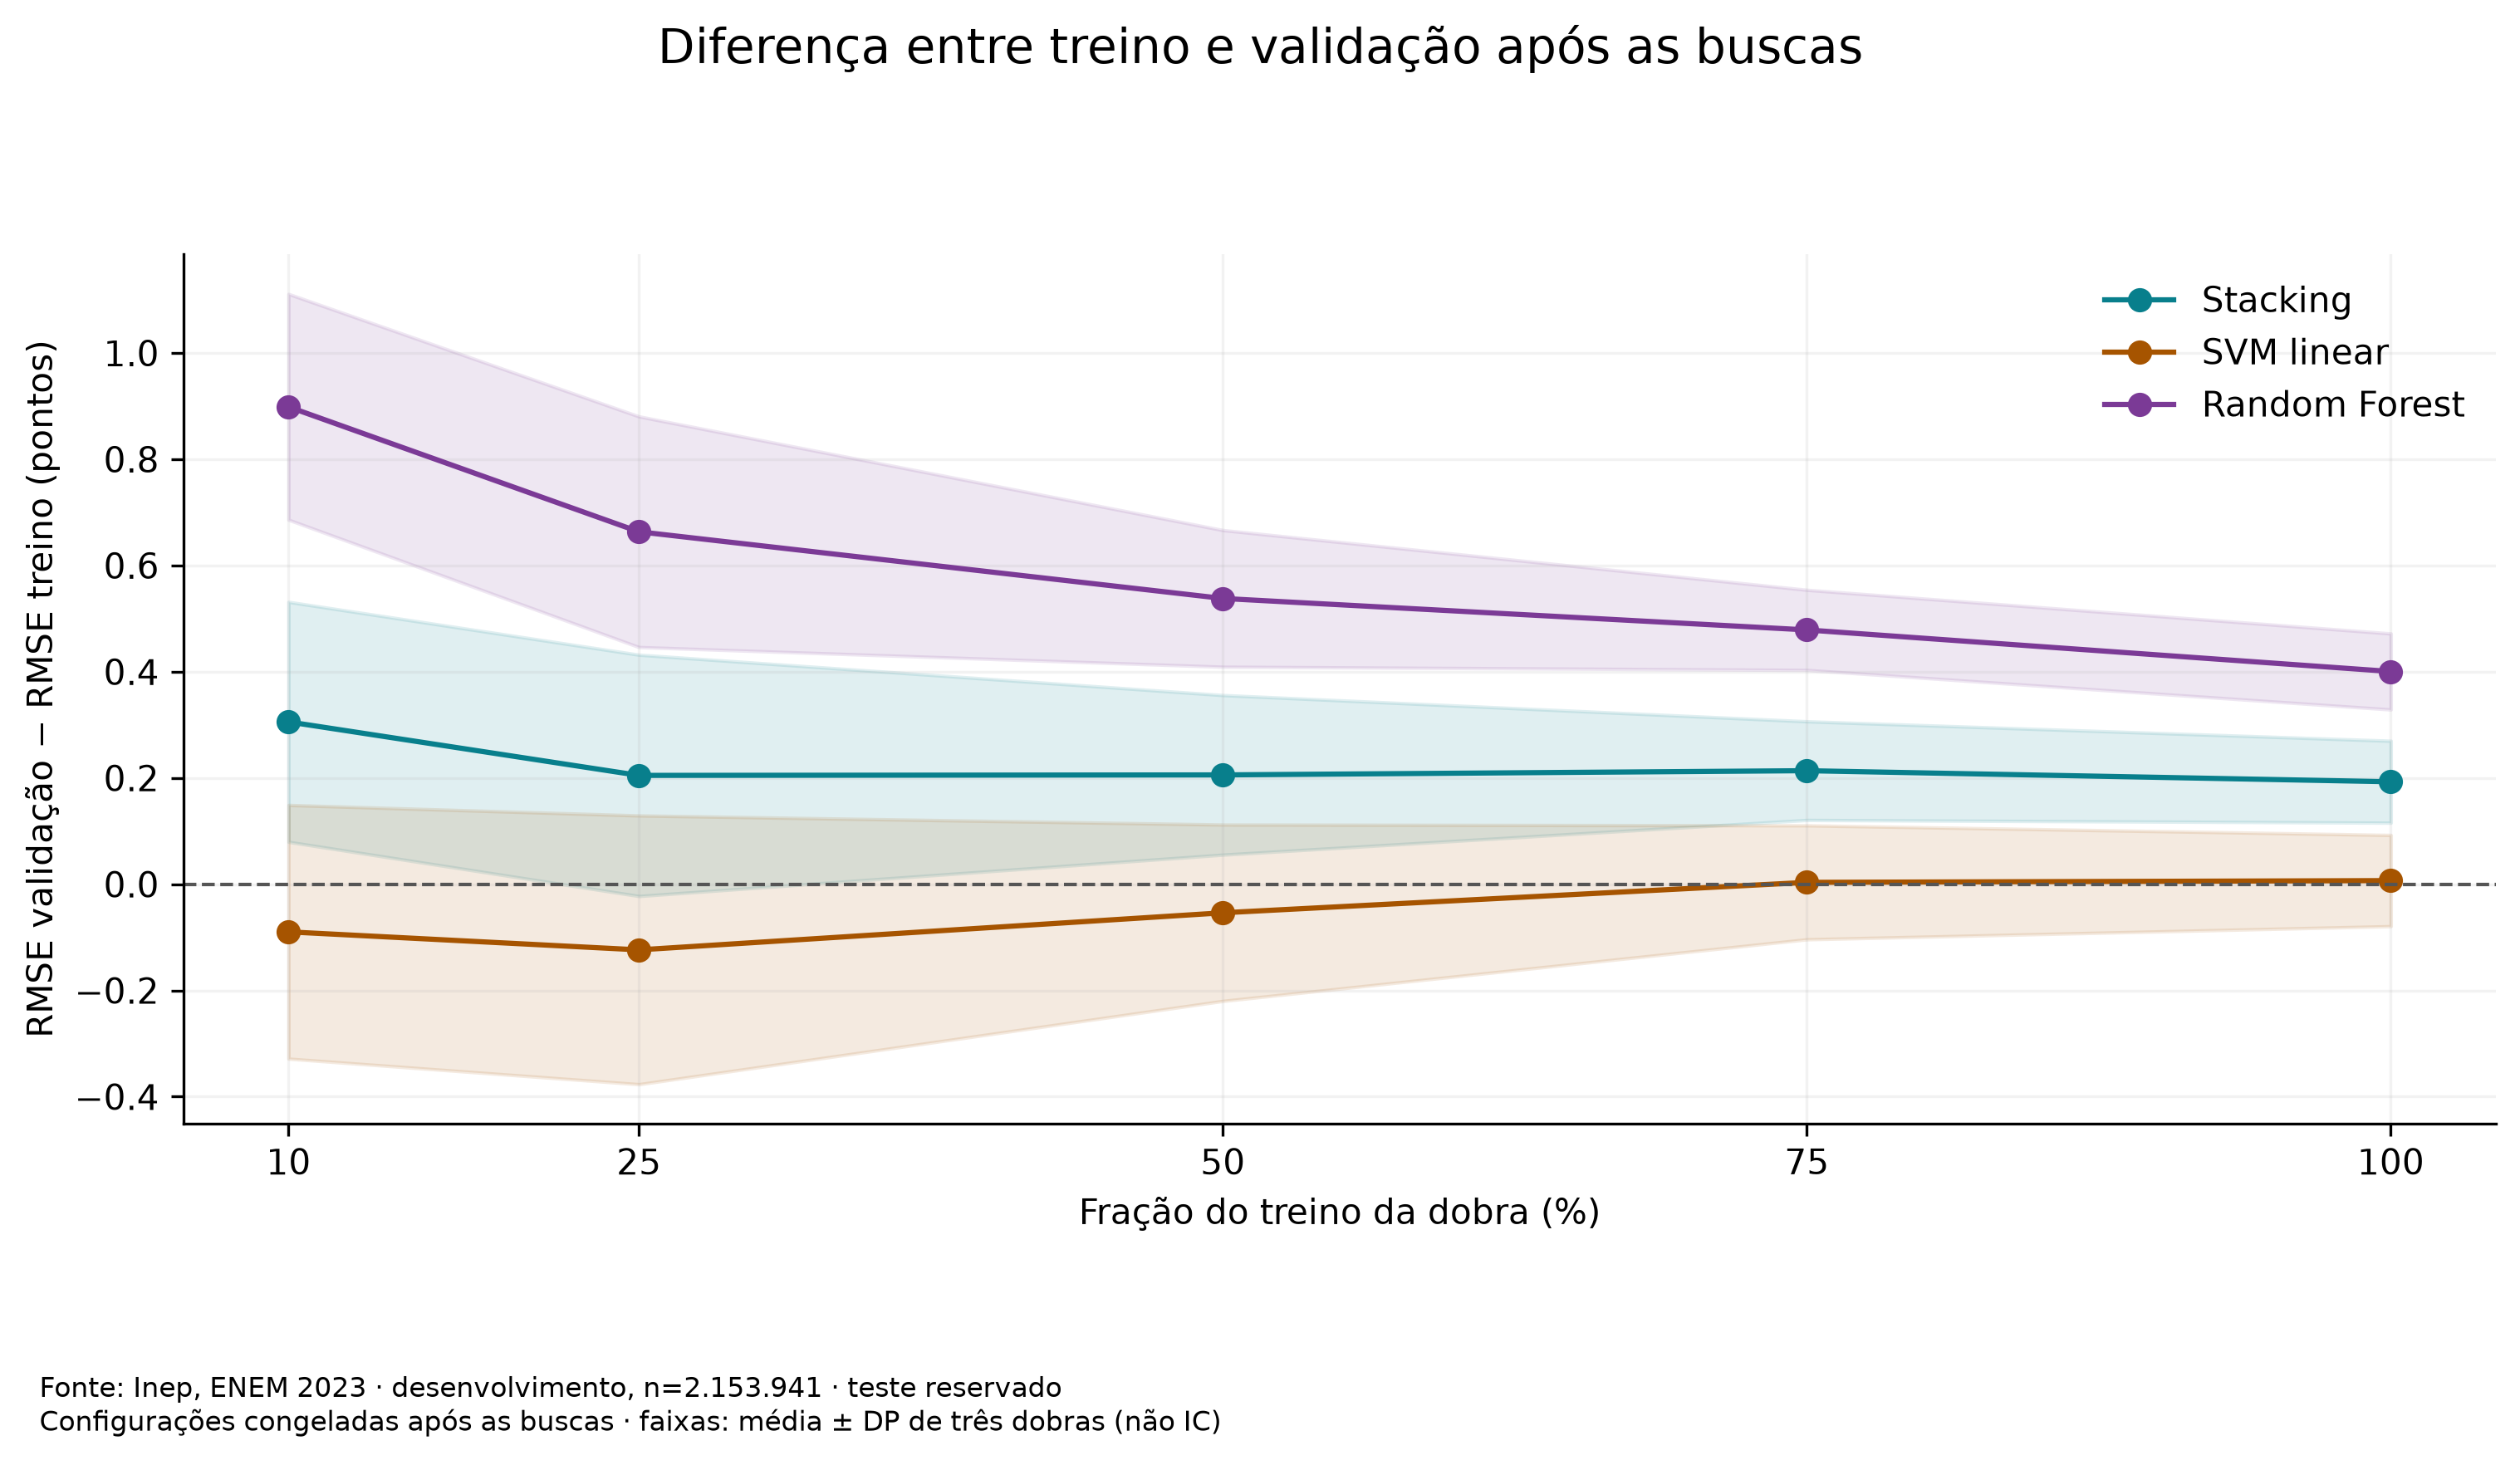 Diferença entre treino e validação após as buscas
RMSE validação − RMSE treino (pontos)
1.0
0.8
0.6
0.4
0.2
0.0
−0.2
−0.4
Stacking
SVM linear
Random Forest
10 25 50 75 100
Fração do treino da dobra (%)
Fonte: Inep, ENEM 2023 · desenvolvimento, n=2.153.941 · teste reservado
Configurações congeladas após as buscas · faixas: média ± DP de três dobras (não IC)